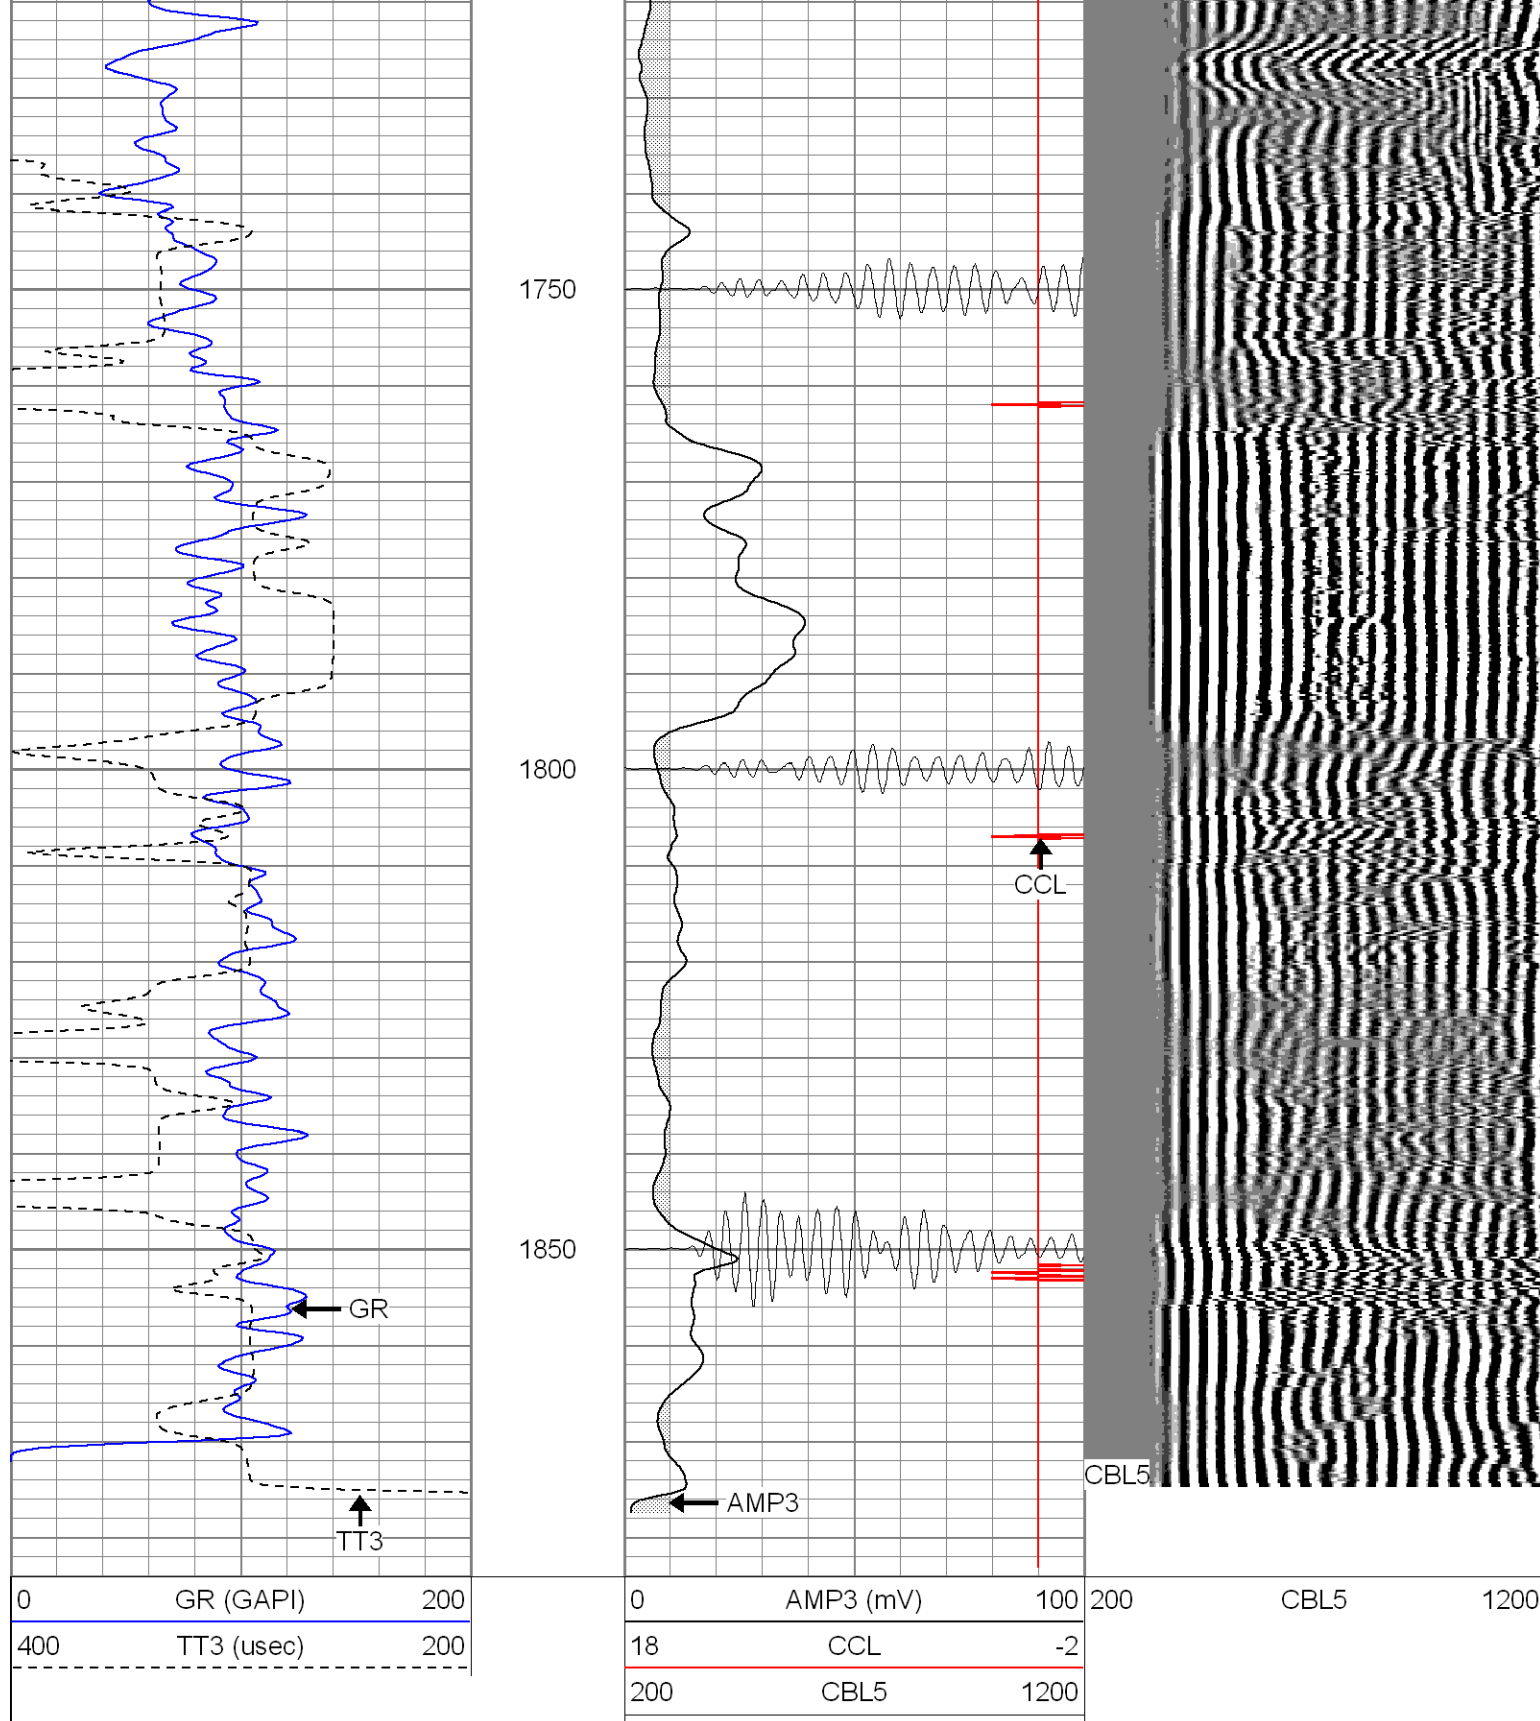 1750
1800
CCL
1850
GR
CBL5
AMP3
TT3
0 GR (GAPI) 200
0 AMP3 (mV) 100
200 CBL5 1200
400 TT3 (usec) 200
18 CCL -2
200 CBL5 1200